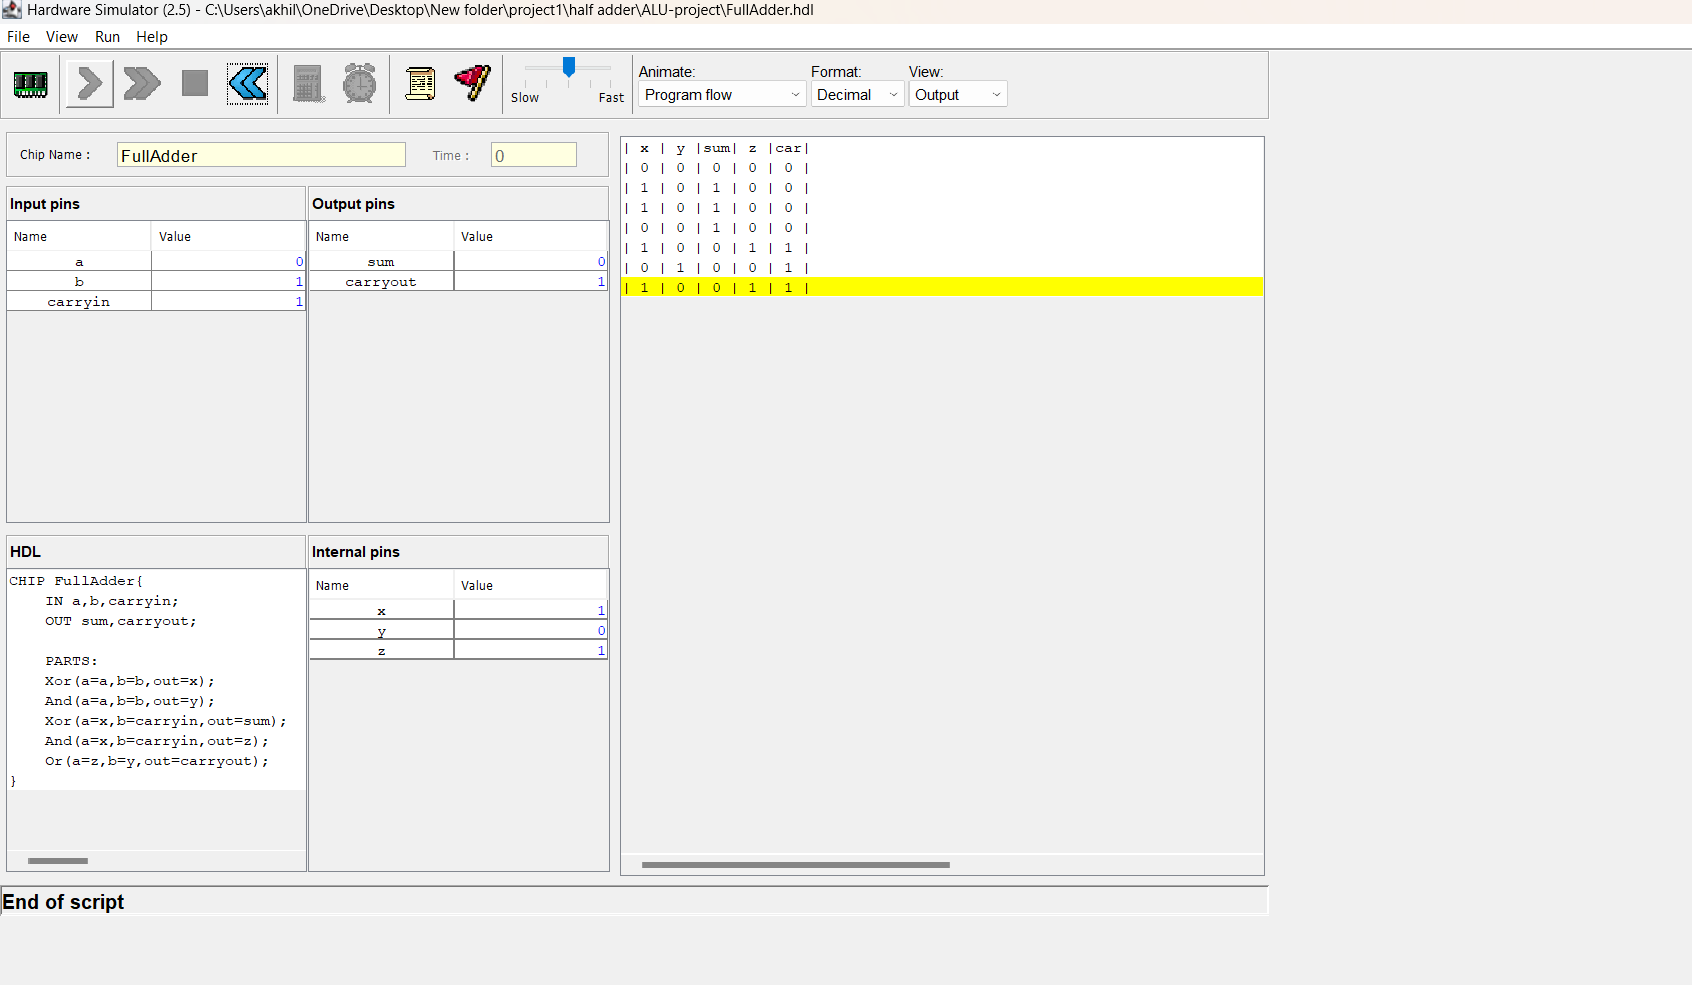 Hardware Simulator (2.5) - C:\Users\akhil\OneDrive\Desktop\New folder\project1\half adder\ALU-project\FullAdder.hdl
File View Run Help
Slow Fast
Animate: Format: View:
Program flow Decimal Output
Chip Name : FullAdder Time : 0
Input pins
Name Value
a 0
b 1
carryin 1
Output pins
Name Value
sum 0
carryout 1
HDL
CHIP FullAdder{
IN a,b,carryin;
OUT sum,carryout;
PARTS:
Xor(a=a,b=b,out=x);
And(a=a,b=b,out=y);
Xor(a=x,b=carryin,out=sum);
And(a=x,b=carryin,out=z);
Or(a=z,b=y,out=carryout);
}
Internal pins
Name Value
x 1
y 0
z 1
| x | y |sum| z |car|
| 0 | 0 | 0 | 0 | 0 |
| 1 | 0 | 1 | 0 | 0 |
| 1 | 0 | 1 | 0 | 0 |
| 0 | 0 | 1 | 0 | 0 |
| 1 | 0 | 0 | 1 | 1 |
| 0 | 1 | 0 | 0 | 1 |
| 1 | 0 | 0 | 1 | 1 |
End of script